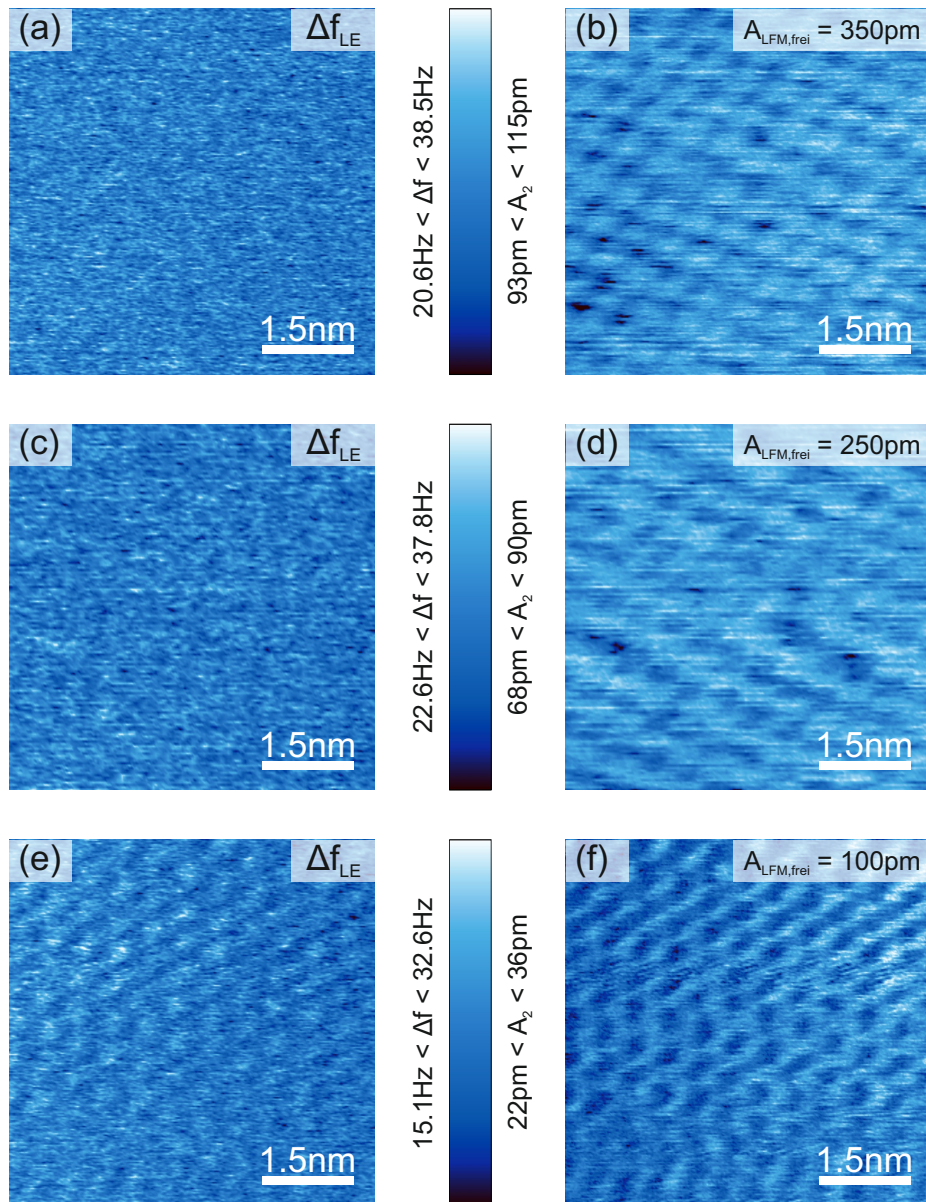 (a)
Δf_LE
20.6Hz < Δf < 38.5Hz
93pm < A₂ < 115pm
(b)
A_LFM,frei = 350pm
1.5nm
1.5nm
(c)
Δf_LE
22.6Hz < Δf < 37.8Hz
68pm < A₂ < 90pm
(d)
A_LFM,frei = 250pm
1.5nm
1.5nm
(e)
Δf_LE
15.1Hz < Δf < 32.6Hz
22pm < A₂ < 36pm
(f)
A_LFM,frei = 100pm
1.5nm
1.5nm